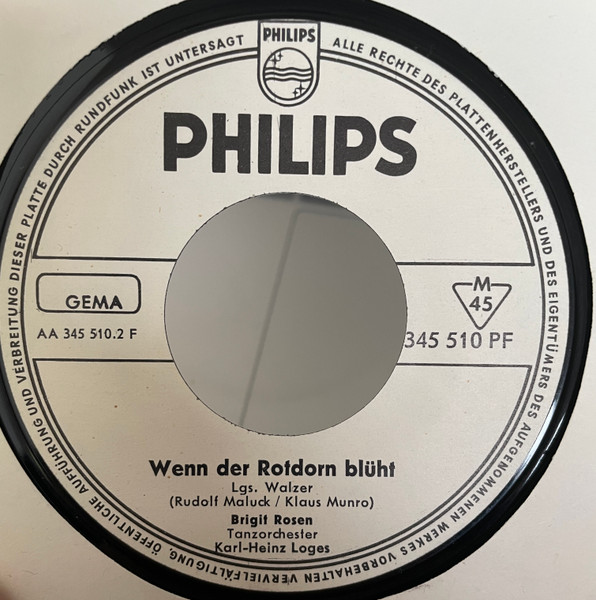 PHILIPS
PHILIPS
GEMA
AA 345 510.2 F
M
45
345 510 PF
Wenn der Rotdorn blüht
Lgs. Walzer
(Rudolf Maluck / Klaus Munro)
Brigit Rosen
Tanzorchester
Karl-Heinz Loges
ALLE RECHTE DES PLATTENHERSTELLERS UND DES EIGENTÜMERS DES AUFGENOMMENEN WERKES VORBEHALTEN VERVIELFÄLTIGUNG, ÖFFENTLICHE AUFFÜHRUNG UND VERBREITUNG DIESER PLATTE DURCH RUNDFUNK IST UNTERSAGT